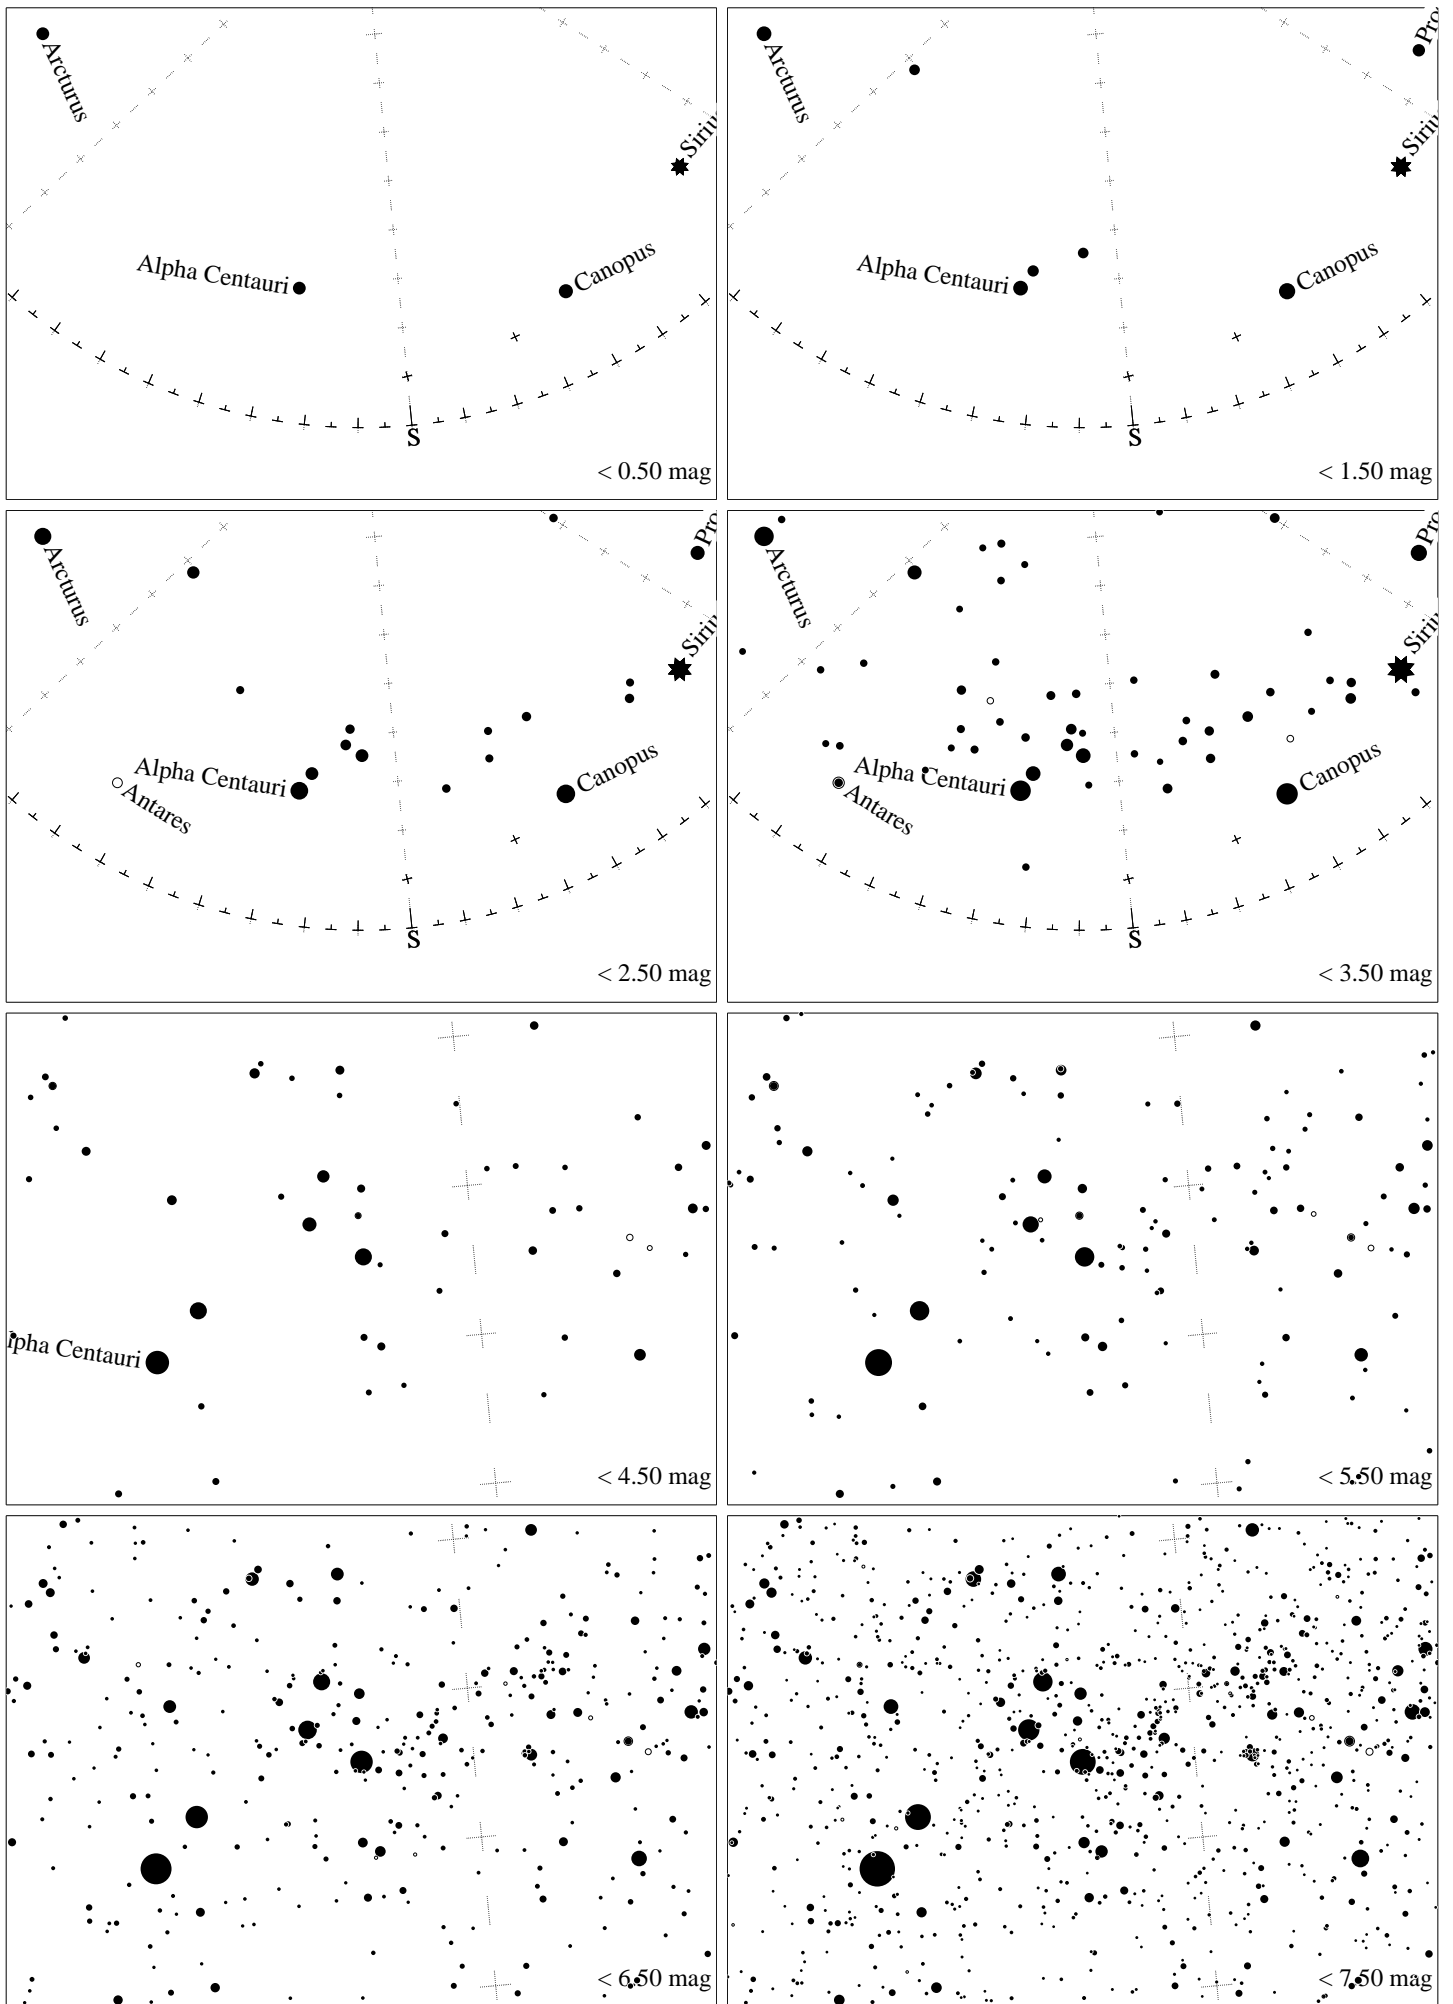 Arcturus
Siriu
Alpha Centauri
Canopus
S
< 0.50 mag
Arcturus
Pro
Siriu
Alpha Centauri
Canopus
S
< 1.50 mag
Arcturus
Pro
Siriu
Alpha Centauri
Canopus
Antares
S
< 2.50 mag
Arcturus
Pro
Siriu
Alpha Centauri
Canopus
Antares
S
< 3.50 mag
lpha Centauri
< 4.50 mag
< 5.50 mag
< 6.50 mag
< 7.50 mag